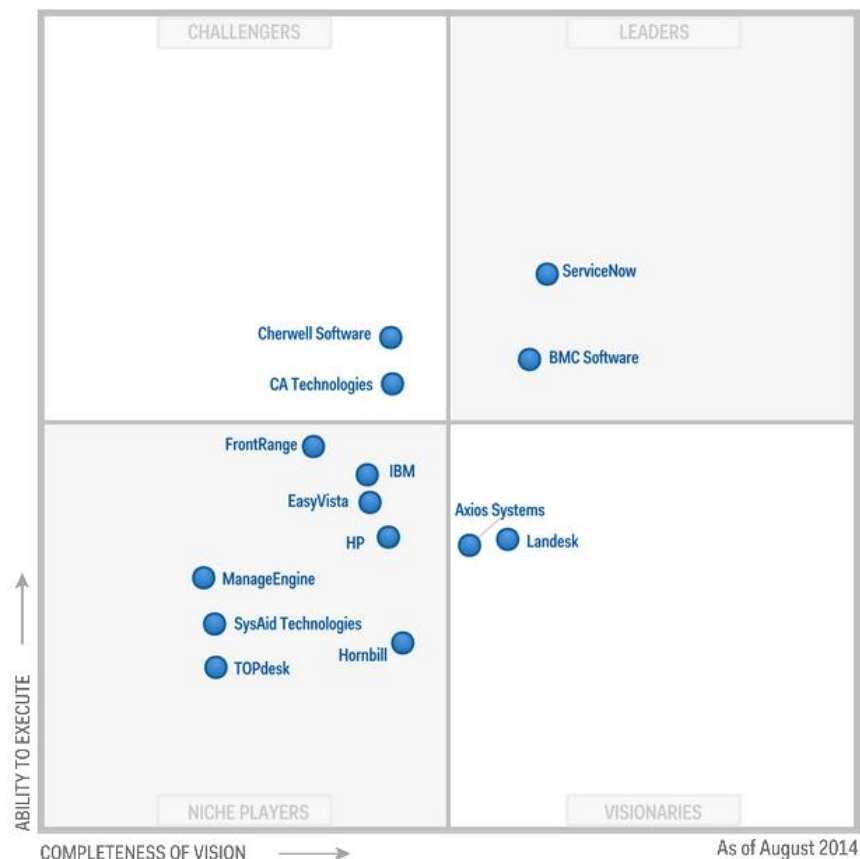 CHALLENGERS
LEADERS
ServiceNow
Cherwell Software
BMC Software
CA Technologies
FrontRange
IBM
EasyVista
Axios Systems
HP
Landesk
ManageEngine
SysAid Technologies
Hornbill
TOPdesk
ABILITY TO EXECUTE
NICHE PLAYERS
VISIONARIES
COMPLETENESS OF VISION
As of August 2014